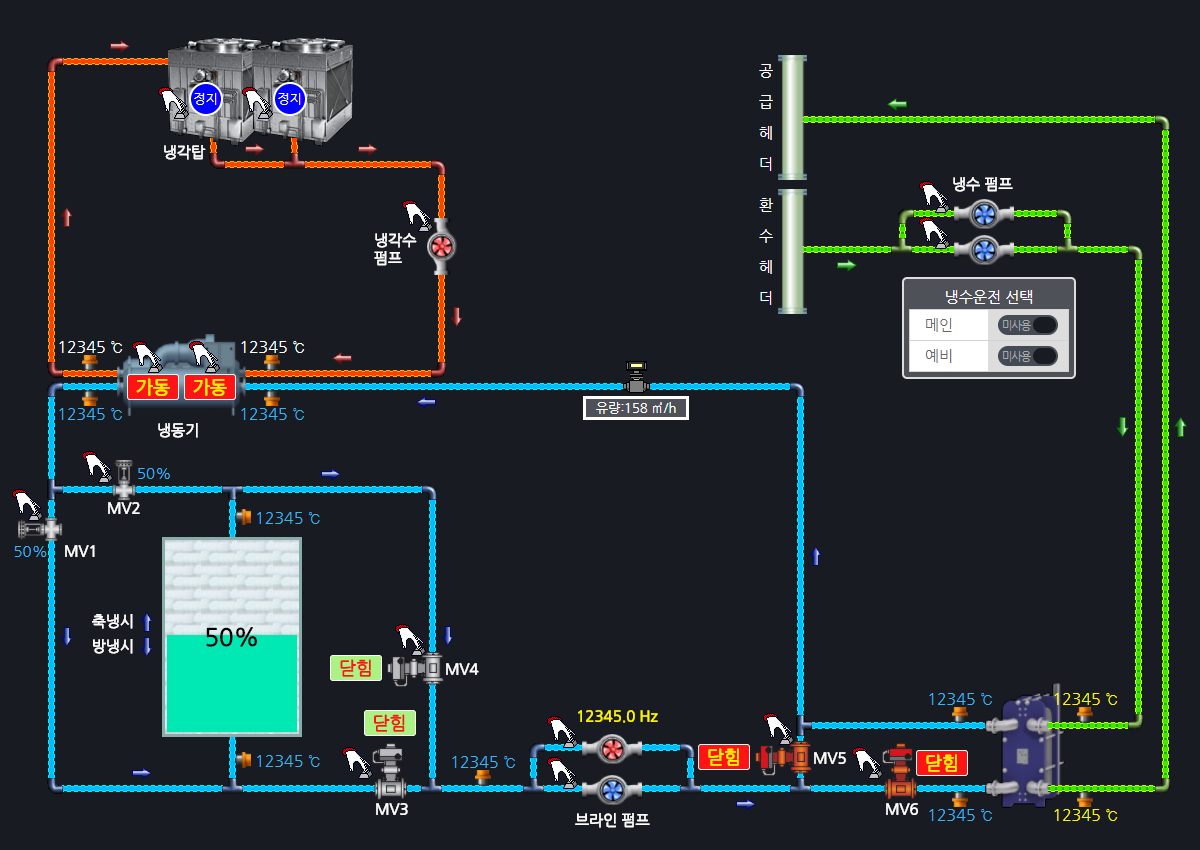 공
급
헤
더
정지
정지
냉각탑
냉수 펌프
환
수
헤
더
냉각수
펌프
냉수운전 선택
메인 미사용
예비 미사용
12345 ℃
12345 ℃
가동 가동
12345 ℃
12345 ℃
유량:158 ㎥/h
냉동기
50%
MV2
12345 ℃
50% MV1
축냉시
방냉시
50%
닫힘 MV4
닫힘
12345.0 Hz
12345 ℃
12345 ℃
12345 ℃
12345 ℃
닫힘 MV5
닫힘
MV3
브라인 펌프
MV6
12345 ℃
12345 ℃